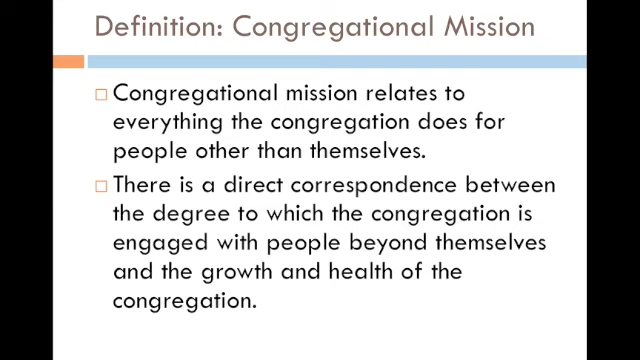 Definition: Congregational Mission
Congregational mission relates to
everything the congregation does for
people other than themselves.
There is a direct correspondence between
the degree to which the congregation is
engaged with people beyond themselves
and the growth and health of the
congregation.